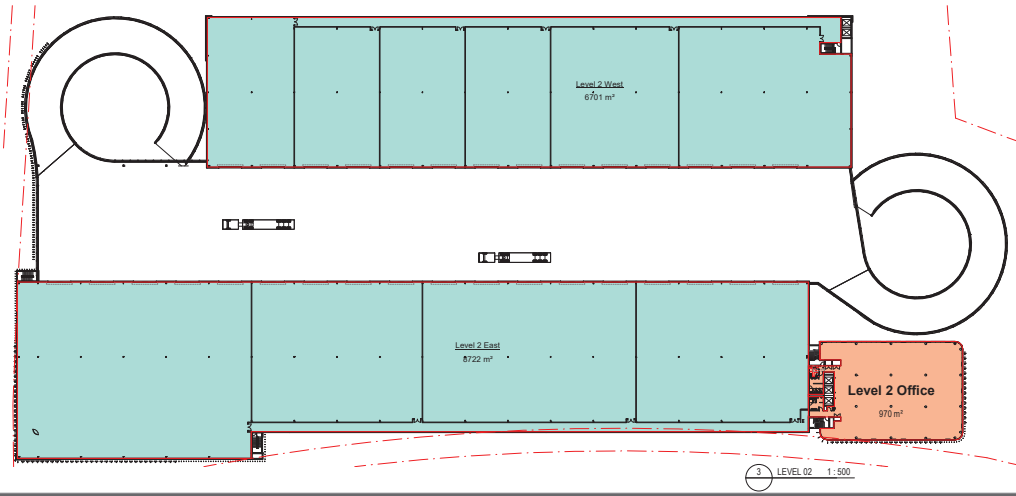 Level 2 West
6701 m²
Level 2 East
8722 m²
Level 2 Office
970 m²
3 LEVEL 02 1 : 500